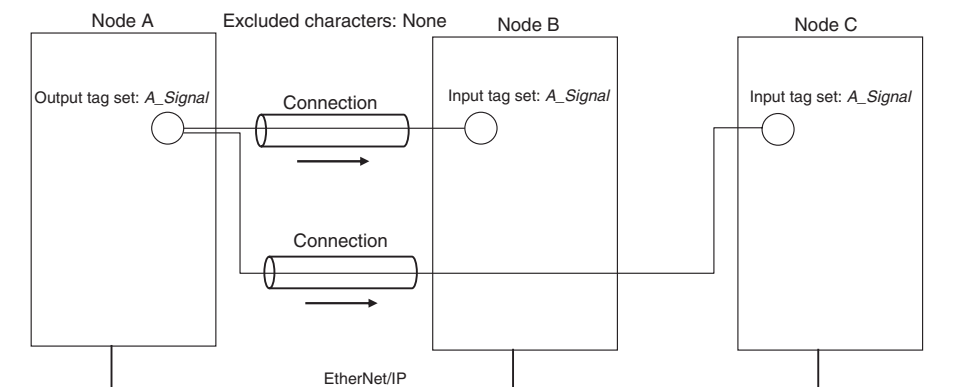 Node A
Excluded characters: None
Node B
Node C
Output tag set: A_Signal
Connection
Input tag set: A_Signal
Input tag set: A_Signal
Connection
EtherNet/IP